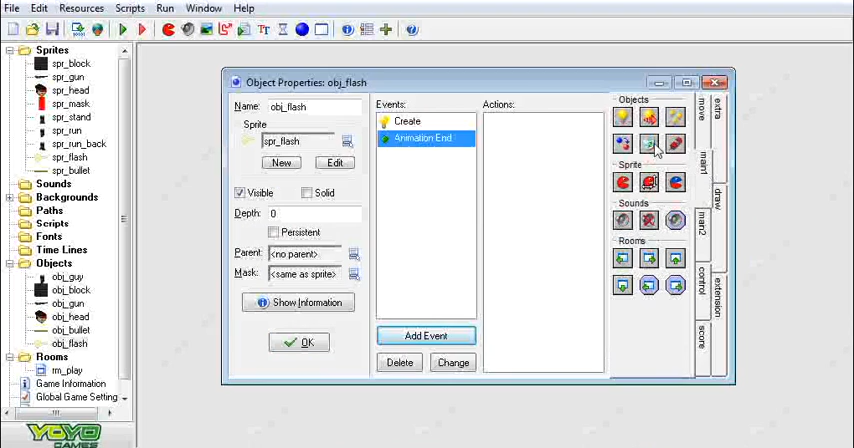 File Edit Resources Scripts Run Window Help
Sprites
spr_block
spr_gun
spr_head
spr_mask
spr_stand
spr_run
spr_run_back
spr_flash
spr_bullet
Sounds
Backgrounds
Paths
Scripts
Fonts
Time Lines
Objects
obj_guy
obj_block
obj_gun
obj_head
obj_bullet
obj_flash
Rooms
rm_play
Game Information
Global Game Setting
YOYO
GAMES
Object Properties: obj_flash
Name: obj_flash
Sprite
spr_flash
New Edit
Visible Solid
Depth: 0
Persistent
Parent: <no parent>
Mask: <same as sprite>
Show Information
OK
Events:
Create
Animation End
Add Event
Delete Change
Actions:
Objects
Sprite
Sounds
Rooms
move
main1
main2
control
score
extra
draw
extension